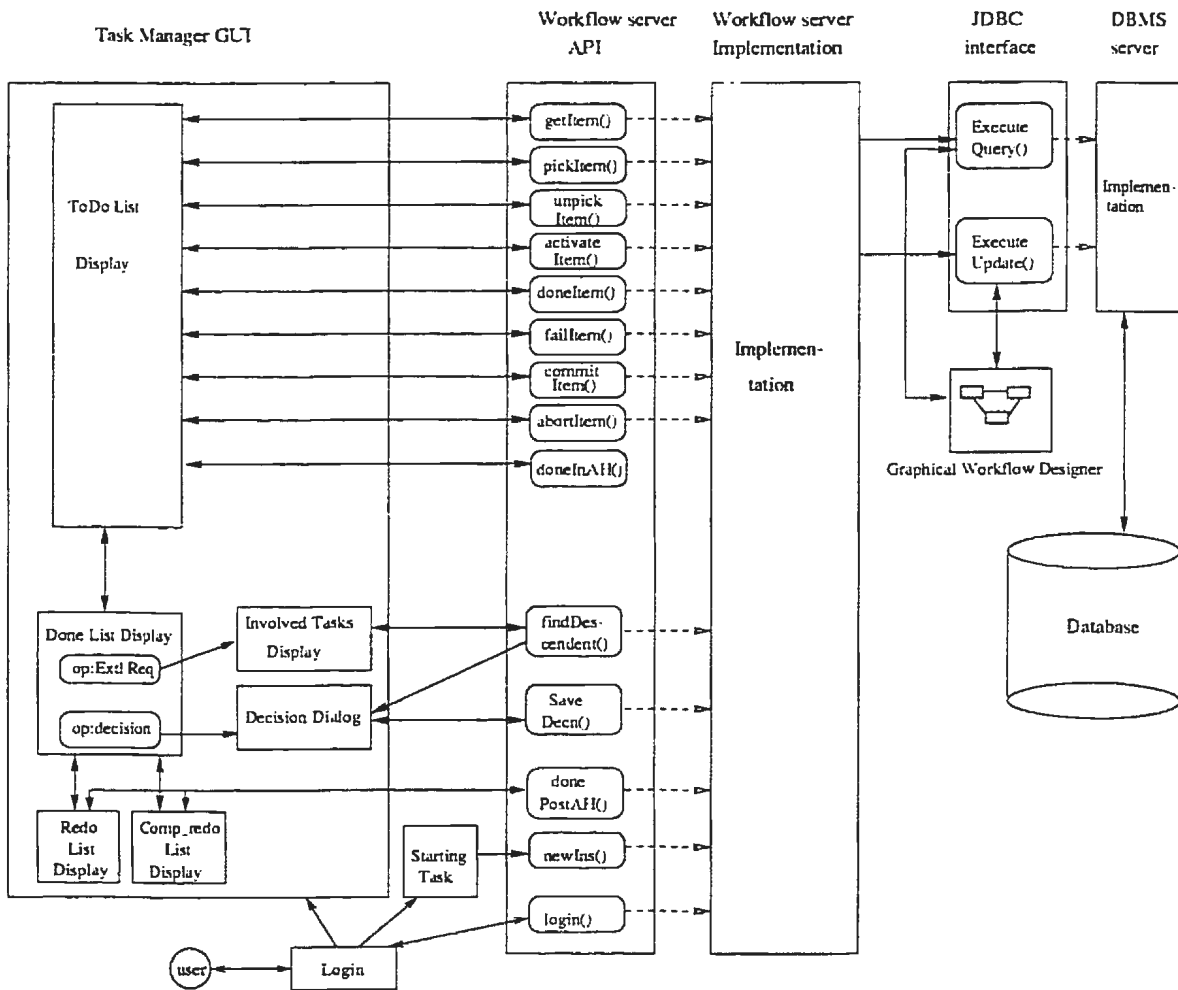 Task Manager GUI
Workflow server
API
Workflow server
Implementation
JDBC
interface
DBMS
server
ToDo List
Display
getItem()
pickItem()
unpick
Item()
activate
Item()
doneItem()
failItem()
commit
Item()
abortItem()
doneInAH()
Implemen-
tation
Execute
Query()
Execute
Update()
Implemen-
tation
Graphical Workflow Designer
Database
Done List Display
op:Extl Req
op:decision
Involved Tasks
Display
Decision Dialog
findDes-
cendent()
Save
Decn()
done
PostAH()
newIns()
login()
Redo
List
Display
Comp_redo
List
Display
Starting
Task
user
Login